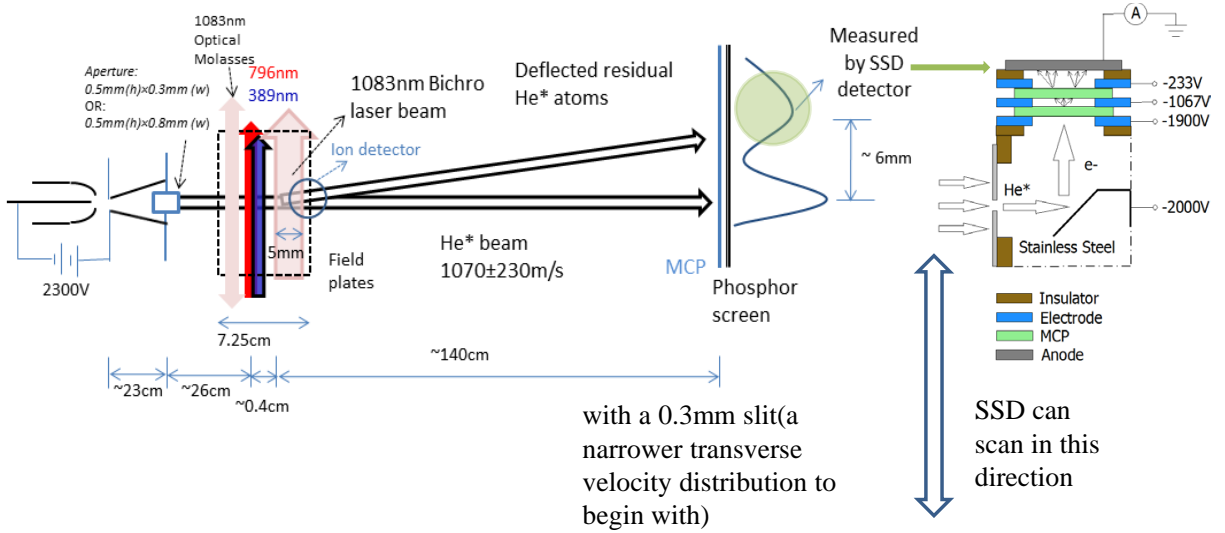 1083nm
Optical
Molasses
Aperture:
0.5mm(h)×0.3mm (w)
OR:
0.5mm(h)×0.8mm (w)
796nm
389nm
1083nm Bichro
laser beam
Ion detector
Deflected residual
He* atoms
Measured
by SSD
detector
A
-233V
-1067V
-1900V
~ 6mm
e-
He*
-2000V
Stainless Steel
2300V
5mm
Field
plates
He* beam
1070±230m/s
MCP
Phosphor
screen
Insulator
Electrode
MCP
Anode
7.25cm
~140cm
~23cm
~26cm
~0.4cm
with a 0.3mm slit(a
narrower transverse
velocity distribution to
begin with)
SSD can
scan in this
direction